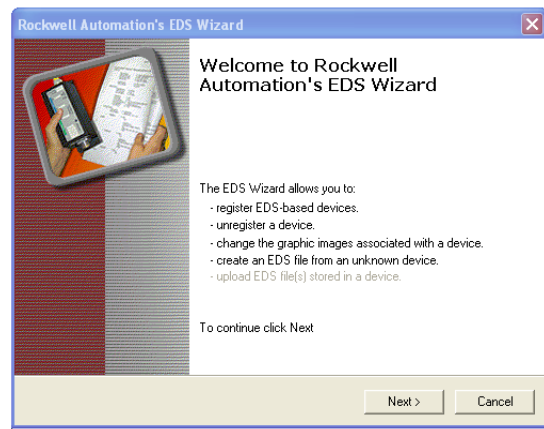 Rockwell Automation's EDS Wizard
Welcome to Rockwell
Automation's EDS Wizard
The EDS Wizard allows you to:
- register EDS-based devices.
- unregister a device.
- change the graphic images associated with a device.
- create an EDS file from an unknown device.
- upload EDS file(s) stored in a device.
To continue click Next
Next >
Cancel